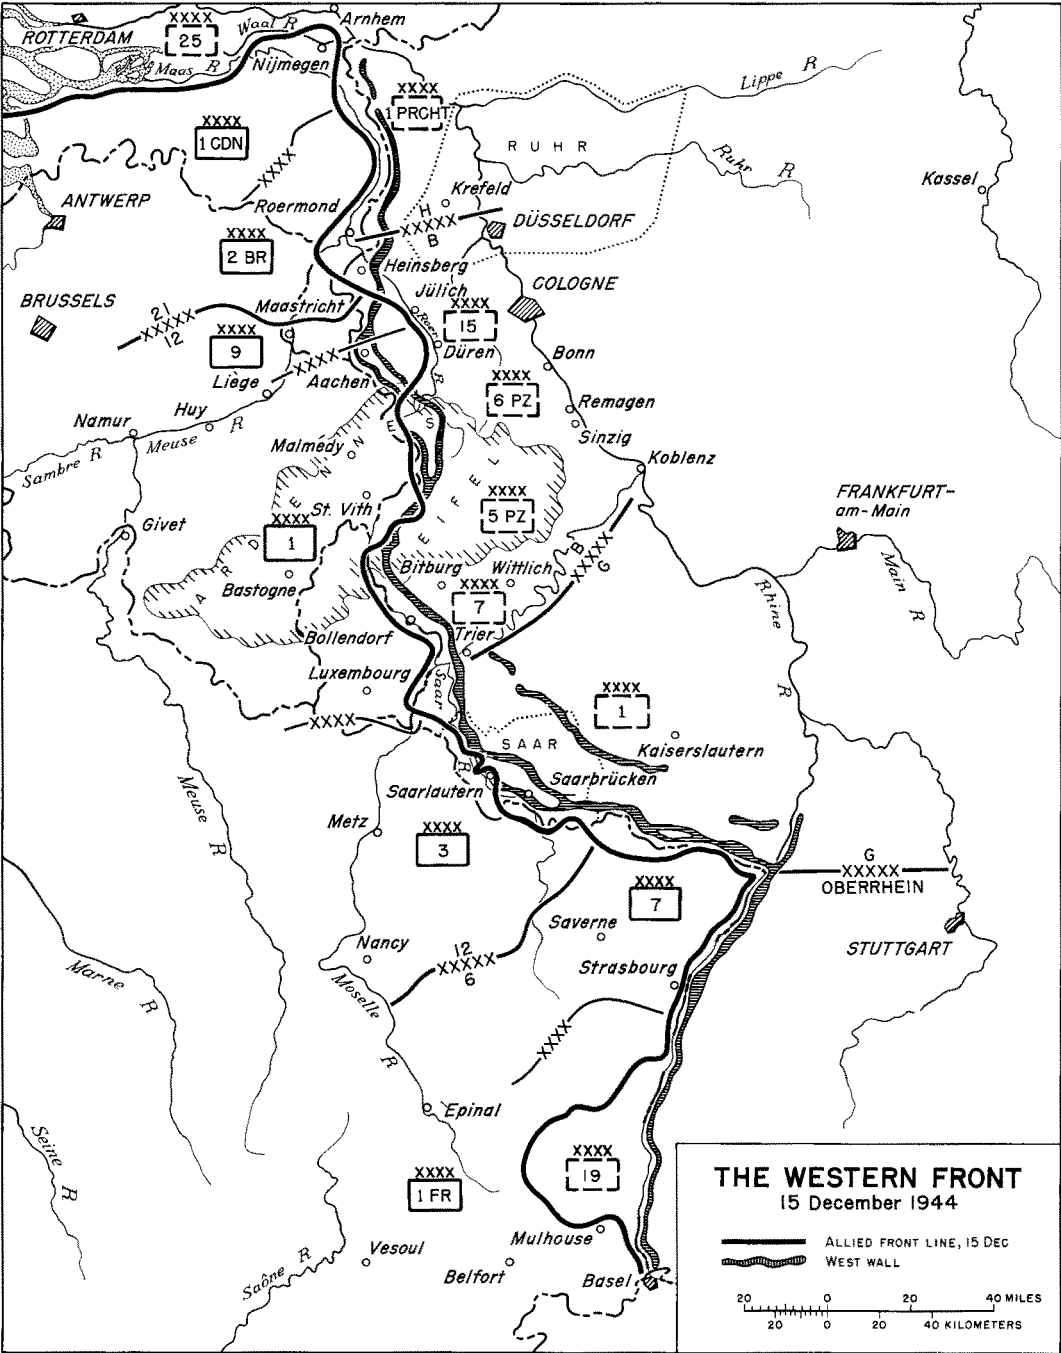 XXXX
Arnhem
Waal R
ROTTERDAM
25
Nijmegen
Maas R
Lippe R
XXXX
1 PRCHT
XXXX
1 CDN
RUHR
Ruhr R
XXXX
Kassel
Krefeld
ANTWERP
Roermond
H
XXXXX
B
DÜSSELDORF
XXXX
2 BR
Heinsberg
Jülich
COLOGNE
BRUSSELS
Maastricht
21
XXXXX
12
XXXX
9
XXXX
15
Roer
R
Düren
XXXX
Liège
Aachen
Bonn
XXXX
6 PZ
Remagen
Huy
Namur
Meuse R
Sinzig
Malmédy
Koblenz
Sambre R
ARDENNES
EIFEL
XXXX
5 PZ
St. Vith
FRANKFURT-
am-Main
Givet
XXXX
1
B
XXXXX
G
Main R
Bastogne
Bitburg
Wittlich
XXXX
7
Rhine R
Bollendorf
Trier
Luxembourg
Saar R
XXXX
XXXX
1
SAAR
Kaiserslautern
Saarbrücken
Meuse R
Saarlautern
Metz
XXXX
3
G
XXXXX
OBERRHEIN
XXXX
7
Saverne
Nancy
12
XXXXX
6
STUTTGART
Strasbourg
Marne R
Moselle R
XXXX
Epinal
Seine R
XXXX
19
XXXX
1 FR
Mulhouse
Vesoul
Belfort
Basel
Saône R
THE WESTERN FRONT
15 December 1944
ALLIED FRONT LINE, 15 DEC
WEST WALL
20 0 20 40 MILES
20 0 20 40 KILOMETERS